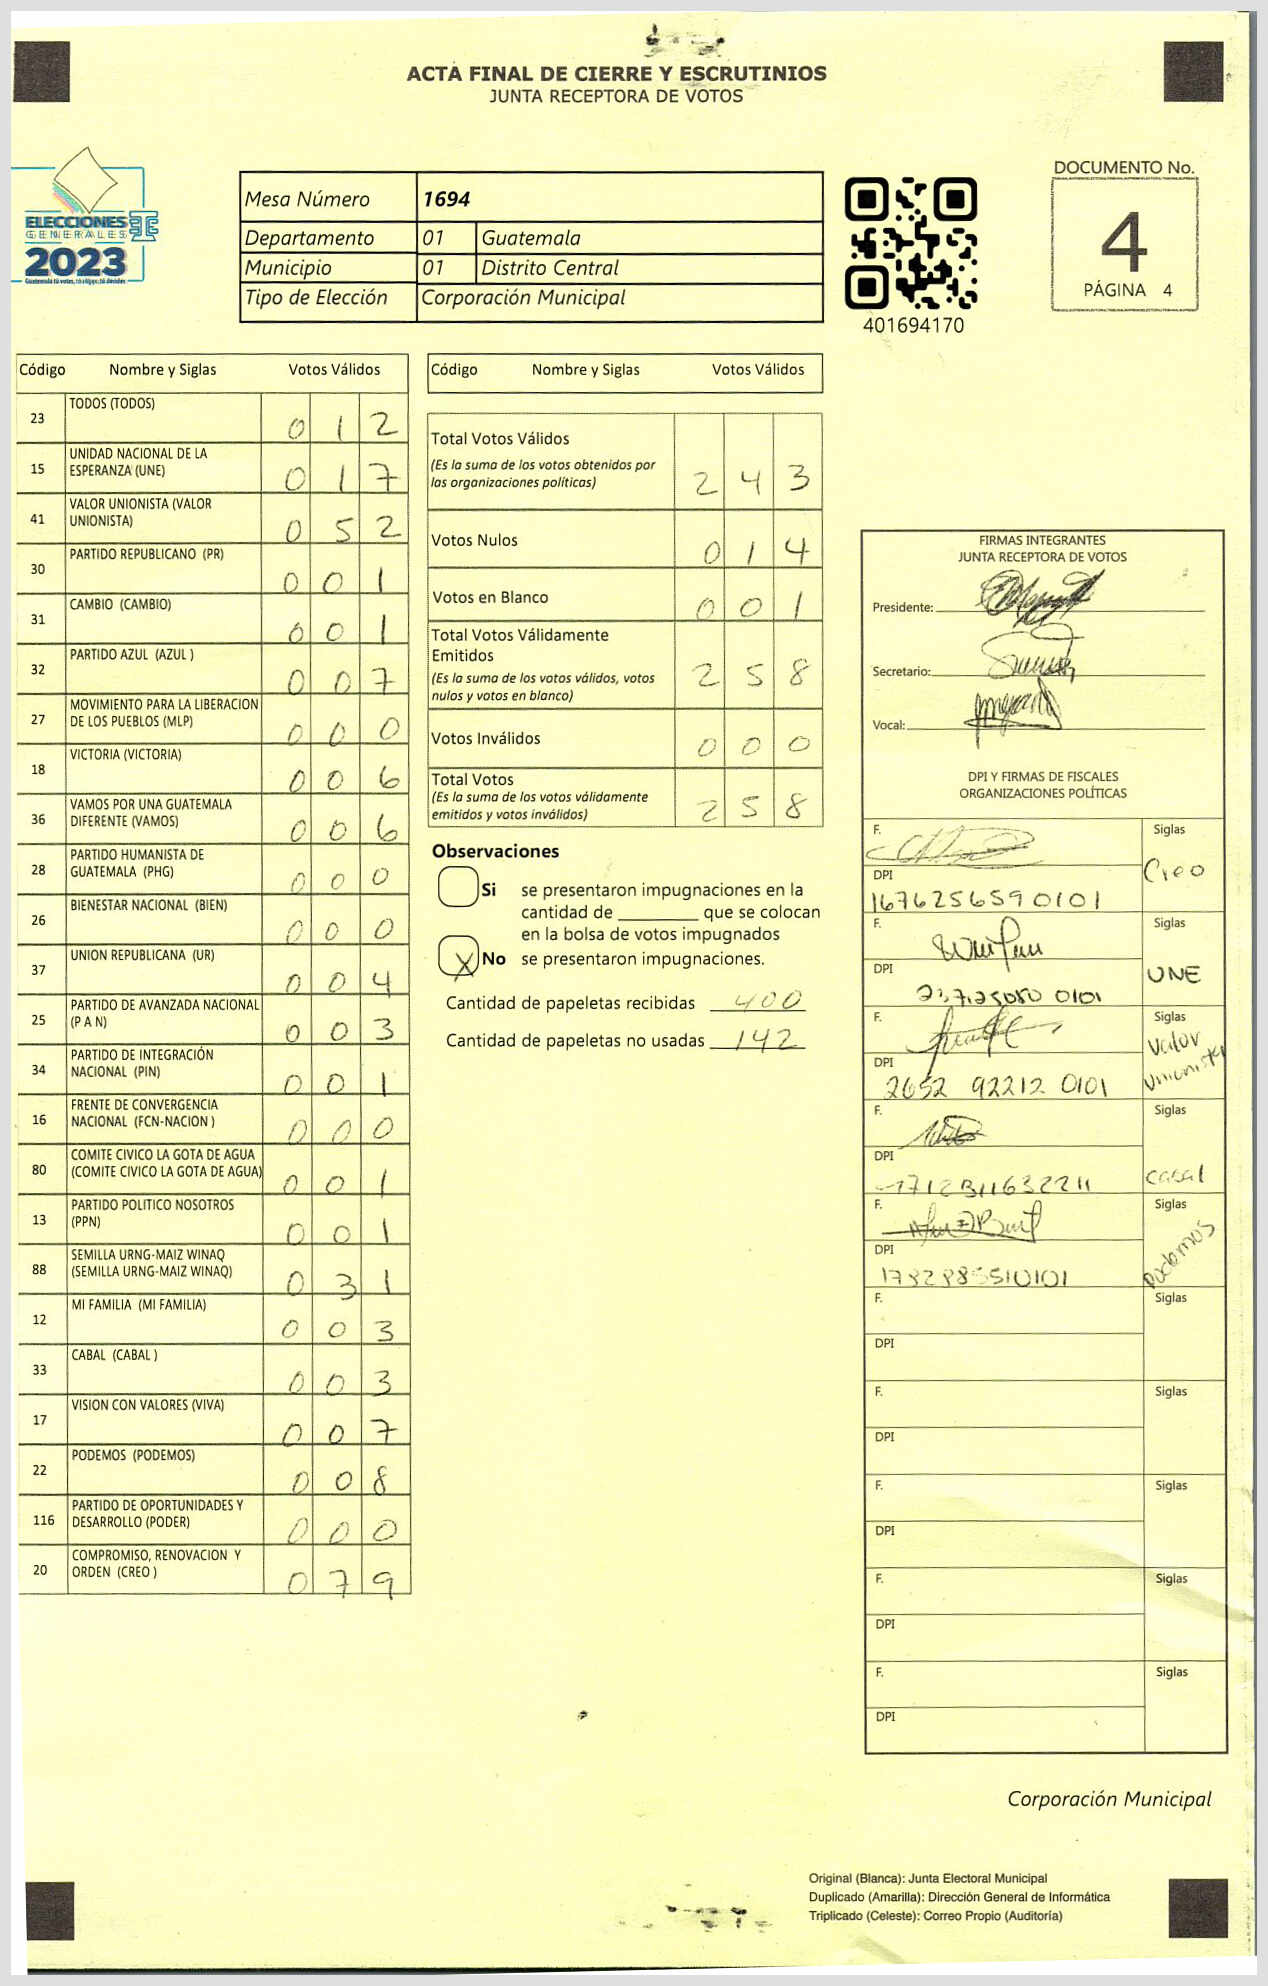 ACTA FINAL DE CIERRE Y ESCRUTINIOS
JUNTA RECEPTORA DE VOTOS
ELECCIONES
GENERALES
2023
Guatemala tú votas, tú eliges, tú decides
Mesa Número 1694
Departamento 01 Guatemala
Municipio 01 Distrito Central
Tipo de Elección Corporación Municipal
401694170
DOCUMENTO No.
4
PÁGINA 4
Código Nombre y Siglas Votos Válidos
23 TODOS (TODOS) 0 1 2
15 UNIDAD NACIONAL DE LA
ESPERANZA (UNE) 0 1 7
41 VALOR UNIONISTA (VALOR
UNIONISTA) 0 5 2
30 PARTIDO REPUBLICANO (PR) 0 0 1
31 CAMBIO (CAMBIO) 0 0 1
32 PARTIDO AZUL (AZUL ) 0 0 7
27 MOVIMIENTO PARA LA LIBERACION
DE LOS PUEBLOS (MLP) 0 0 0
18 VICTORIA (VICTORIA) 0 0 6
36 VAMOS POR UNA GUATEMALA
DIFERENTE (VAMOS) 0 0 6
28 PARTIDO HUMANISTA DE
GUATEMALA (PHG) 0 0 0
26 BIENESTAR NACIONAL (BIEN) 0 0 0
37 UNION REPUBLICANA (UR) 0 0 4
25 PARTIDO DE AVANZADA NACIONAL
(P A N) 0 0 3
34 PARTIDO DE INTEGRACIÓN
NACIONAL (PIN) 0 0 1
16 FRENTE DE CONVERGENCIA
NACIONAL (FCN-NACION ) 0 0 0
80 COMITE CIVICO LA GOTA DE AGUA
(COMITE CIVICO LA GOTA DE AGUA) 0 0 1
13 PARTIDO POLITICO NOSOTROS
(PPN) 0 0 1
88 SEMILLA URNG-MAIZ WINAQ
(SEMILLA URNG-MAIZ WINAQ) 0 3 1
12 MI FAMILIA (MI FAMILIA) 0 0 3
33 CABAL (CABAL ) 0 0 3
17 VISION CON VALORES (VIVA) 0 0 7
22 PODEMOS (PODEMOS) 0 0 8
116 PARTIDO DE OPORTUNIDADES Y
DESARROLLO (PODER) 0 0 0
20 COMPROMISO, RENOVACION Y
ORDEN (CREO ) 0 7 9
Código Nombre y Siglas Votos Válidos
Total Votos Válidos
(Es la suma de los votos obtenidos por
las organizaciones políticas) 2 4 3
Votos Nulos 0 1 4
Votos en Blanco 0 0 1
Total Votos Válidamente
Emitidos
(Es la suma de los votos válidos, votos
nulos y votos en blanco) 2 5 8
Votos Inválidos 0 0 0
Total Votos
(Es la suma de los votos válidamente
emitidos y votos inválidos) 2 5 8
Observaciones
Si se presentaron impugnaciones en la
cantidad de ________ que se colocan
en la bolsa de votos impugnados
X No se presentaron impugnaciones.
Cantidad de papeletas recibidas 400
Cantidad de papeletas no usadas 142
FIRMAS INTEGRANTES
JUNTA RECEPTORA DE VOTOS
Presidente:
Secretario:
Vocal:
DPI Y FIRMAS DE FISCALES
ORGANIZACIONES POLÍTICAS
F. Siglas
Creo
DPI
1676256590101
F. Siglas
UNE
DPI
F. Siglas
Valor
Unionista
DPI
2652 92212 0101
F. Siglas
DPI
cabal
F. Siglas
Podemos
DPI
F. Siglas
DPI
F. Siglas
DPI
F. Siglas
DPI
F. Siglas
DPI
F. Siglas
DPI
Corporación Municipal
Original (Blanca): Junta Electoral Municipal
Duplicado (Amarilla): Dirección General de Informática
Triplicado (Celeste): Correo Propio (Auditoría)